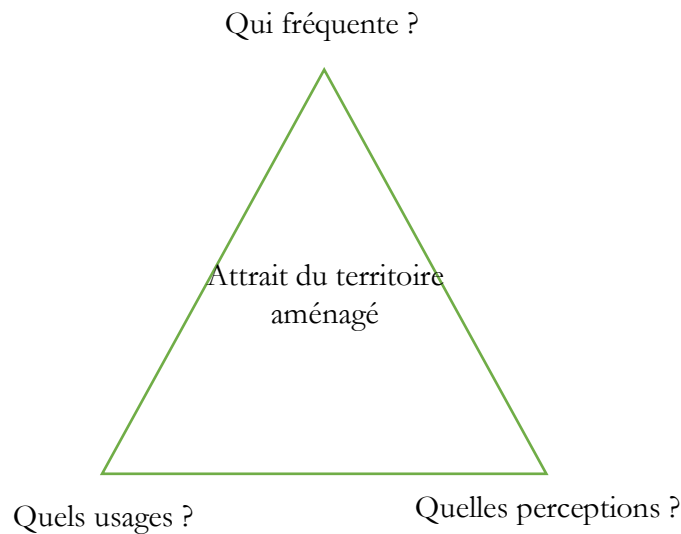 Qui fréquente ?
Attrait du territoire
aménagé
Quels usages ?
Quelles perceptions ?